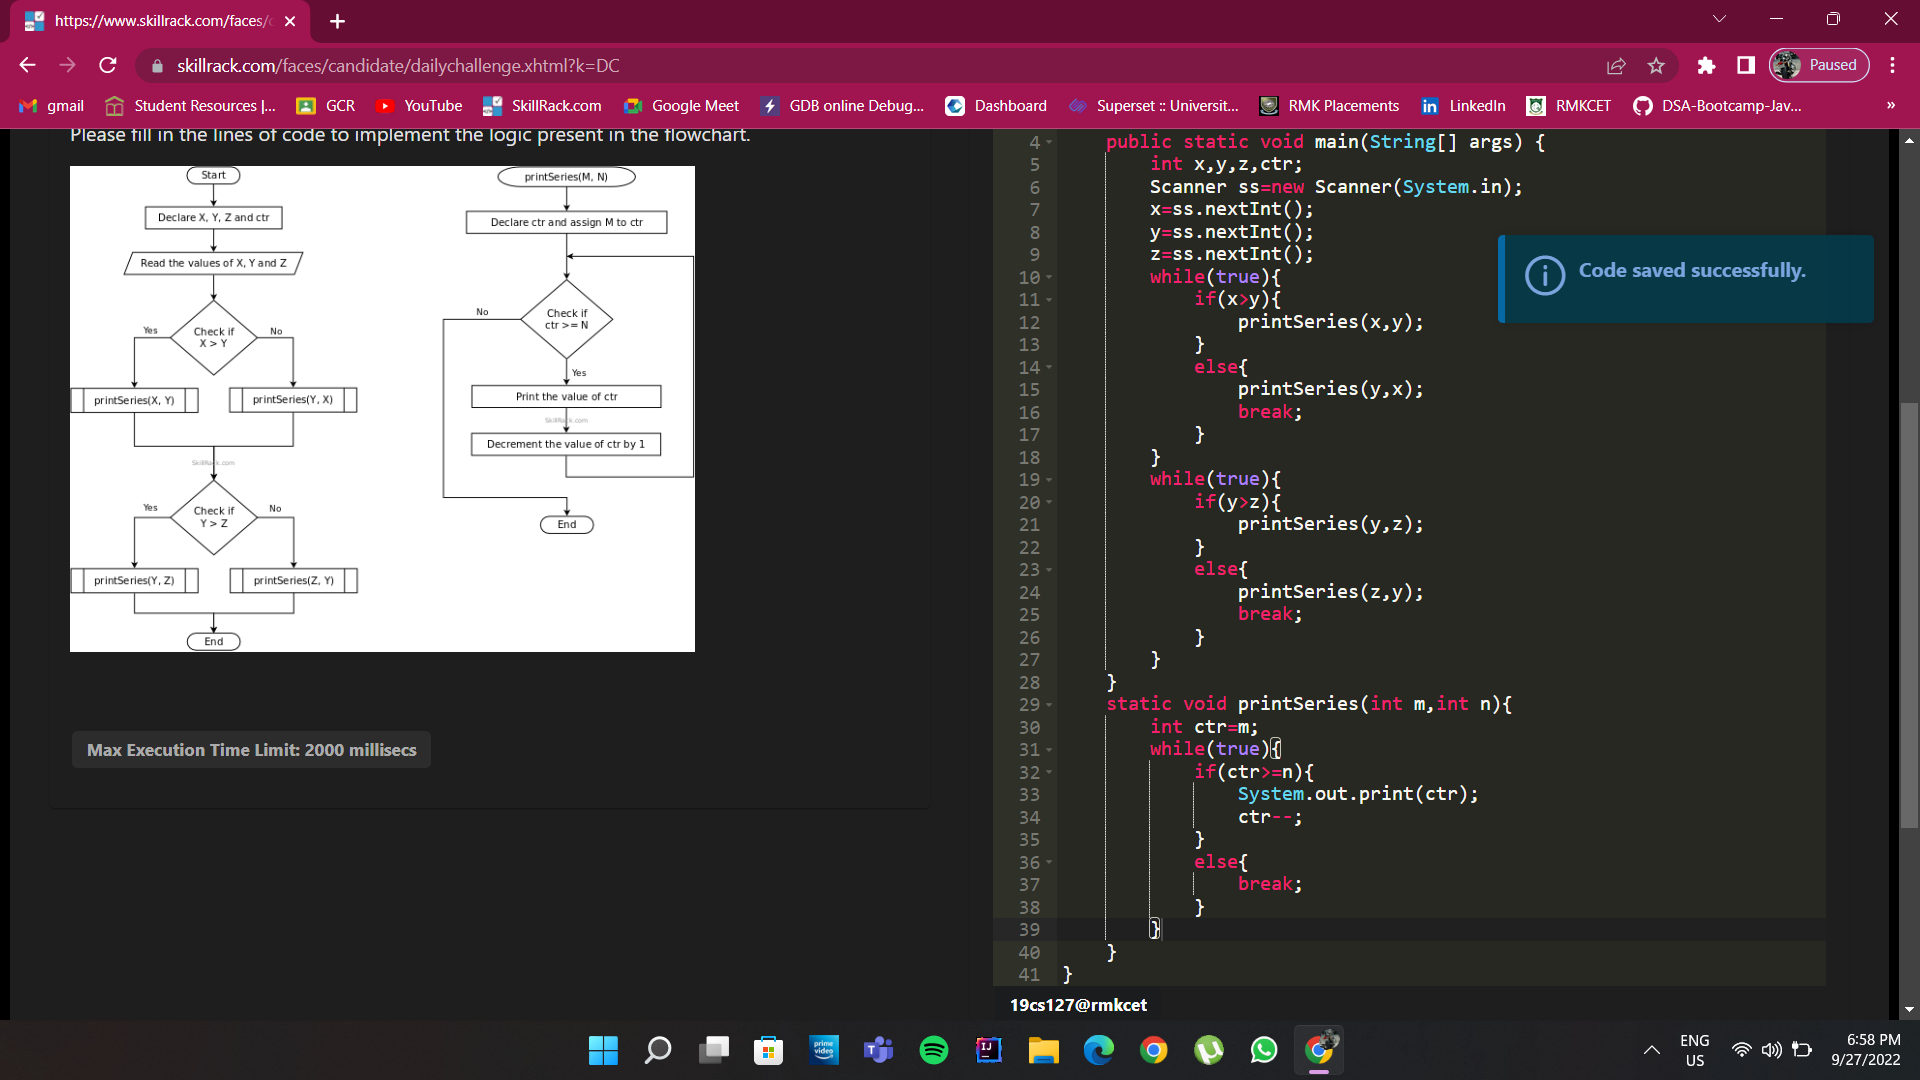 https://www.skillrack.com/faces/c
skillrack.com/faces/candidate/dailychallenge.xhtml?k=DC
Paused
gmail
Student Resources |...
GCR
YouTube
SkillRack.com
Google Meet
GDB online Debug...
Dashboard
Superset :: Universit...
RMK Placements
LinkedIn
RMKCET
DSA-Bootcamp-Jav...
»
Please fill in the lines of code to implement the logic present in the flowchart.
Start
Declare X, Y, Z and ctr
Read the values of X, Y and Z
Yes
Check if
X > Y
No
printSeries(X, Y)
printSeries(Y, X)
SkillRack.com
Yes
Check if
Y > Z
No
printSeries(Y, Z)
printSeries(Z, Y)
End
printSeries(M, N)
Declare ctr and assign M to ctr
No
Check if
ctr >= N
Yes
Print the value of ctr
SkillRack.com
Decrement the value of ctr by 1
End
Max Execution Time Limit: 2000 millisecs
4 public static void main(String[] args) {
5 int x,y,z,ctr;
6 Scanner ss=new Scanner(System.in);
7 x=ss.nextInt();
8 y=ss.nextInt();
9 z=ss.nextInt();
10 while(true){
11 if(x>y){
12 printSeries(x,y);
13 }
14 else{
15 printSeries(y,x);
16 break;
17 }
18 }
19 while(true){
20 if(y>z){
21 printSeries(y,z);
22 }
23 else{
24 printSeries(z,y);
25 break;
26 }
27 }
28 }
29 static void printSeries(int m,int n){
30 int ctr=m;
31 while(true){
32 if(ctr>=n){
33 System.out.print(ctr);
34 ctr--;
35 }
36 else{
37 break;
38 }
39 }
40 }
41 }
Code saved successfully.
19cs127@rmkcet
prime
video
ENG
US
6:58 PM
9/27/2022